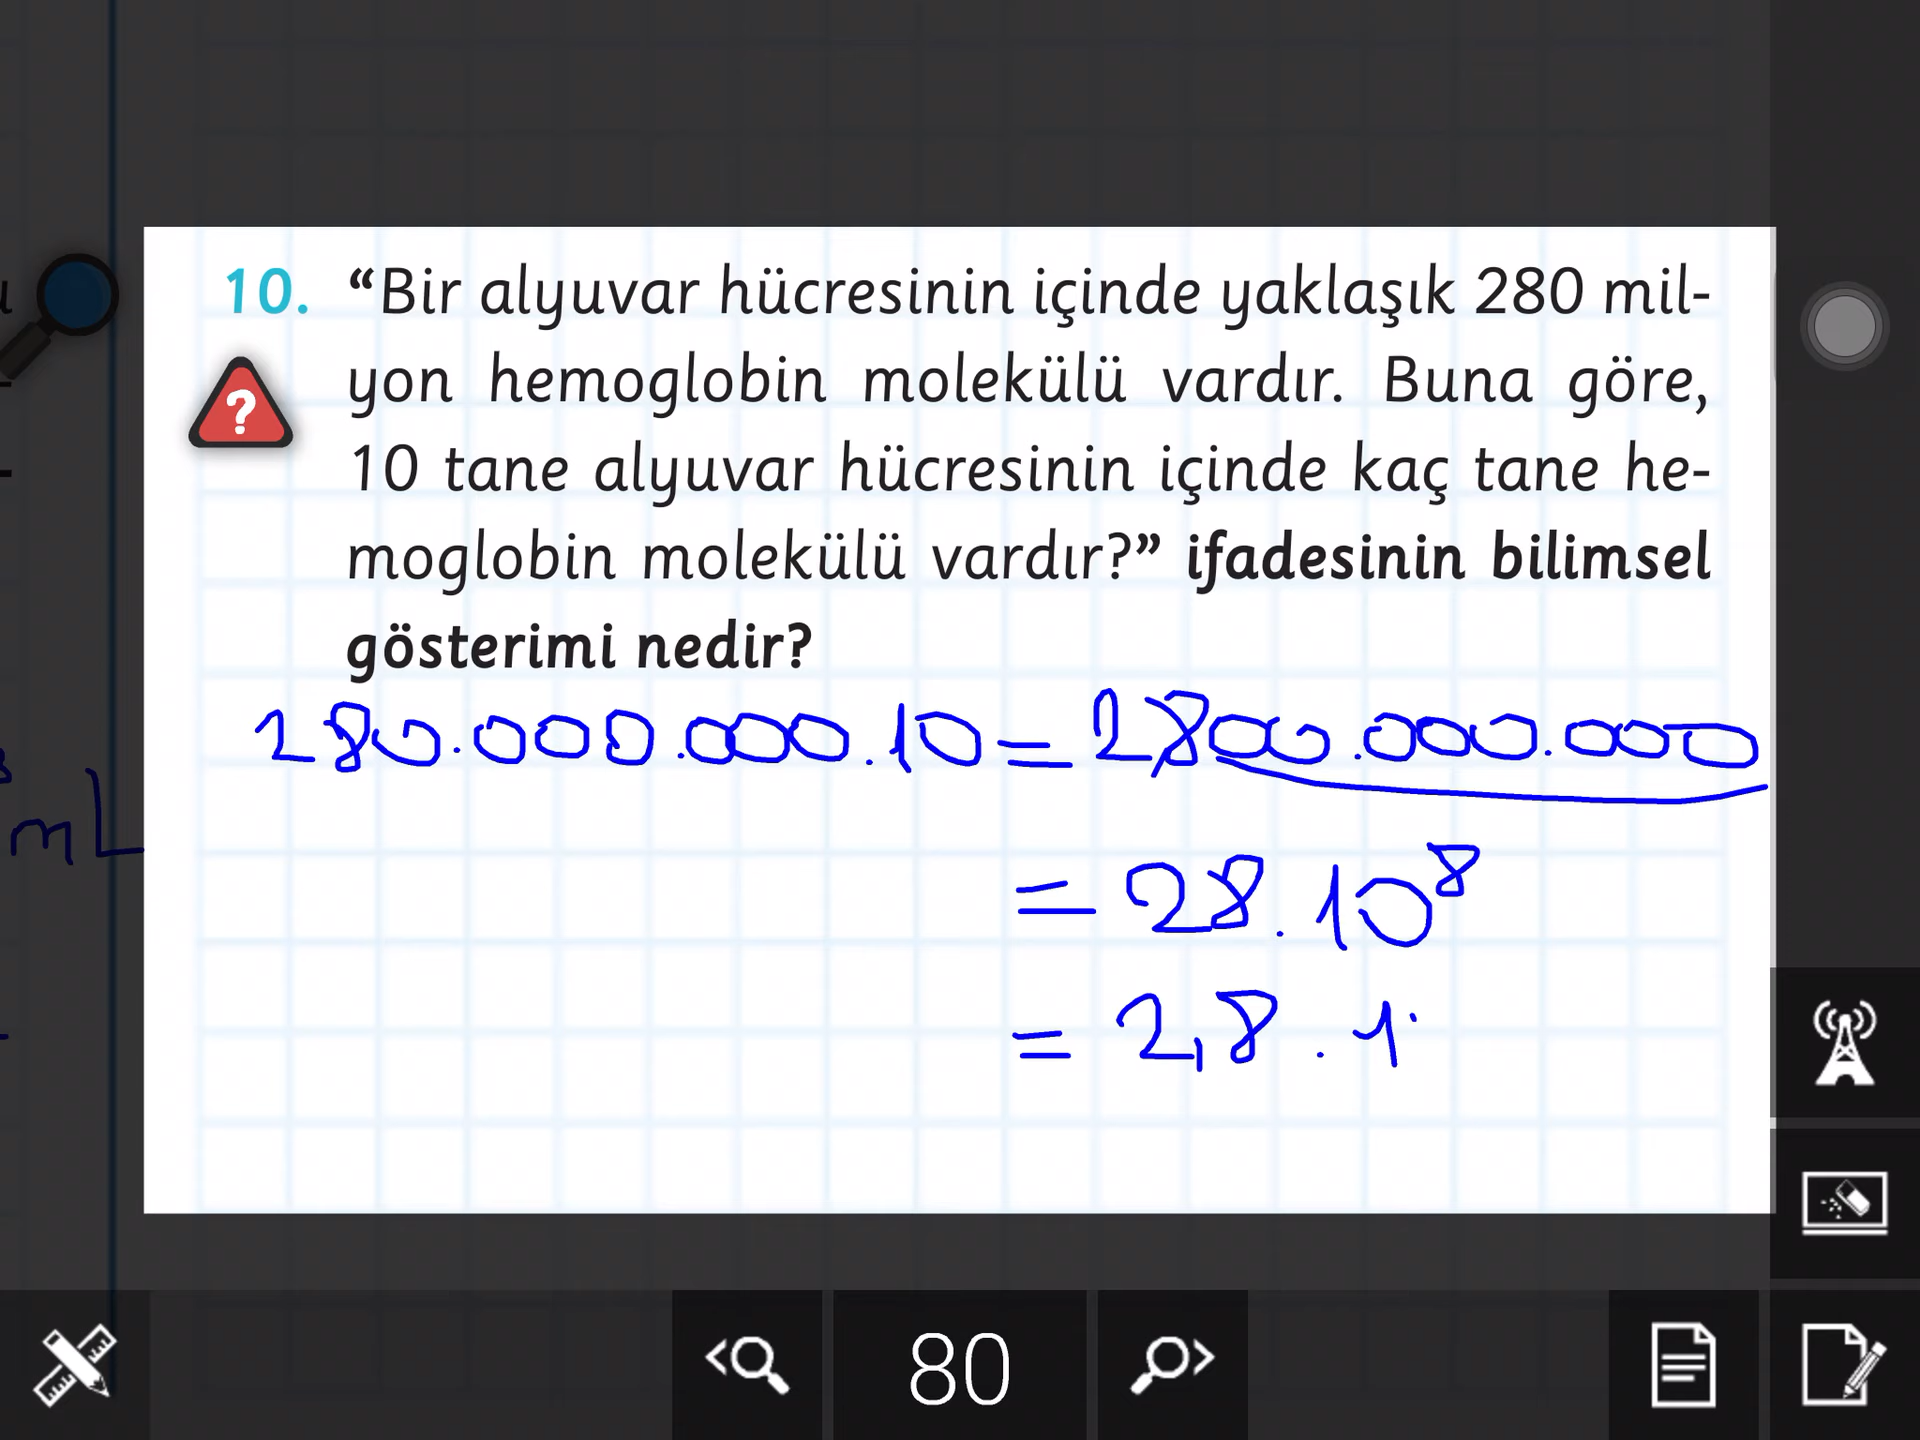 10. “Bir alyuvar hücresinin içinde yaklaşık 280 mil-
yon hemoglobin molekülü vardır. Buna göre,
10 tane alyuvar hücresinin içinde kaç tane he-
moglobin molekülü vardır?” ifadesinin bilimsel
gösterimi nedir?
?
280.000.000.10 = 2,800.000.000
= 28.10⁸
= 2,8 . 1
mL
80